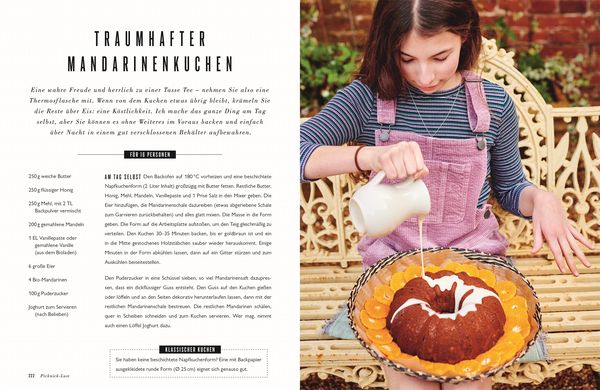 TRAUMHAFTER
MANDARINENKUCHEN
Eine wahre Freude und herrlich zu einer Tasse Tee – nehmen Sie also eine
Thermosflasche mit. Wenn von dem Kuchen etwas übrig bleibt, krümeln Sie
die Reste über Eis: eine Köstlichkeit. Ich mache das ganze Ding am Tag
selbst, aber Sie können es ohne Weiteres im Voraus backen und einfach
über Nacht in einem gut verschlossenen Behälter aufbewahren.
FÜR 16 PERSONEN
250 g weiche Butter
250 g flüssiger Honig
250 g Mehl, mit 2 TL
Backpulver vermischt
200 g gemahlene Mandeln
1 EL Vanillepaste oder
gemahlene Vanille
(aus dem Bioladen)
6 große Eier
4 Bio-Mandarinen
100 g Puderzucker
Joghurt zum Servieren
(nach Belieben)
AM TAG SELBST Den Backofen auf 180 °C vorheizen und eine beschichtete
Napfkuchenform (2 Liter Inhalt) großzügig mit Butter fetten. Restliche Butter,
Honig, Mehl, Mandeln, Vanillepaste und 1 Prise Salz in den Mixer geben. Die
Eier hinzufügen, die Mandarinenschale dazureiben (etwas abgeriebene Schale
zum Garnieren zurückbehalten) und alles glatt mixen. Die Masse in die Form
geben. Die Form auf die Arbeitsplatte aufstoßen, um den Teig gleichmäßig zu
verteilen. Den Kuchen 30–35 Minuten backen, bis er goldbraun ist und ein
in die Mitte gestochenes Holzstäbchen sauber wieder herauskommt. Einige
Minuten in der Form abkühlen lassen, dann auf ein Gitter stürzen und zum
Auskühlen beiseitestellen.
Den Puderzucker in eine Schüssel sieben, so viel Mandarinensaft dazupres-
sen, dass ein dickflüssiger Guss entsteht. Den Guss auf den Kuchen gießen
oder löffeln und an den Seiten dekorativ herunterlaufen lassen, dann mit der
restlichen Mandarinenschale bestreuen. Die restlichen Mandarinen schälen,
quer in Scheiben schneiden und zum Kuchen servieren. Wer mag, nimmt
auch einen Löffel Joghurt dazu.
KLASSISCHER KUCHEN
Sie haben keine beschichtete Napfkuchenform? Eine mit Backpapier
ausgekleidete runde Form (Ø 25 cm) eignet sich genauso gut.
Picknick-Lust